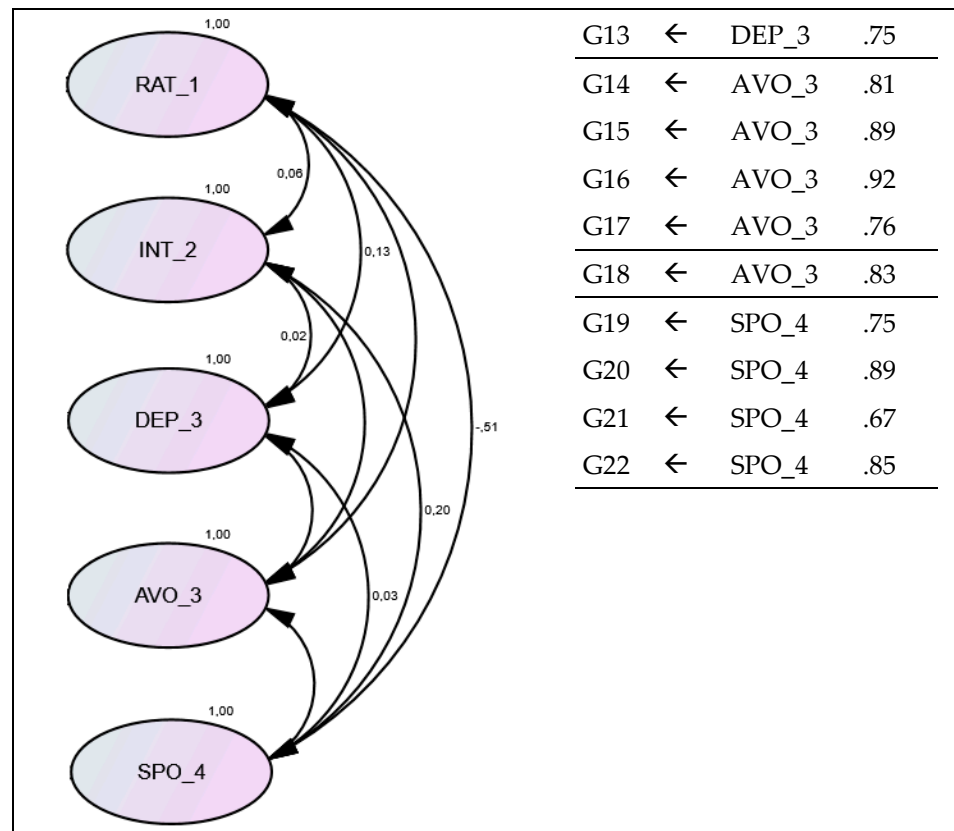 1,00
RAT_1
0,06
1,00
INT_2
0,13
0,02
1,00
DEP_3
-,51
0,20
1,00
AVO_3
0,03
1,00
SPO_4
G13 ← DEP_3 .75
G14 ← AVO_3 .81
G15 ← AVO_3 .89
G16 ← AVO_3 .92
G17 ← AVO_3 .76
G18 ← AVO_3 .83
G19 ← SPO_4 .75
G20 ← SPO_4 .89
G21 ← SPO_4 .67
G22 ← SPO_4 .85